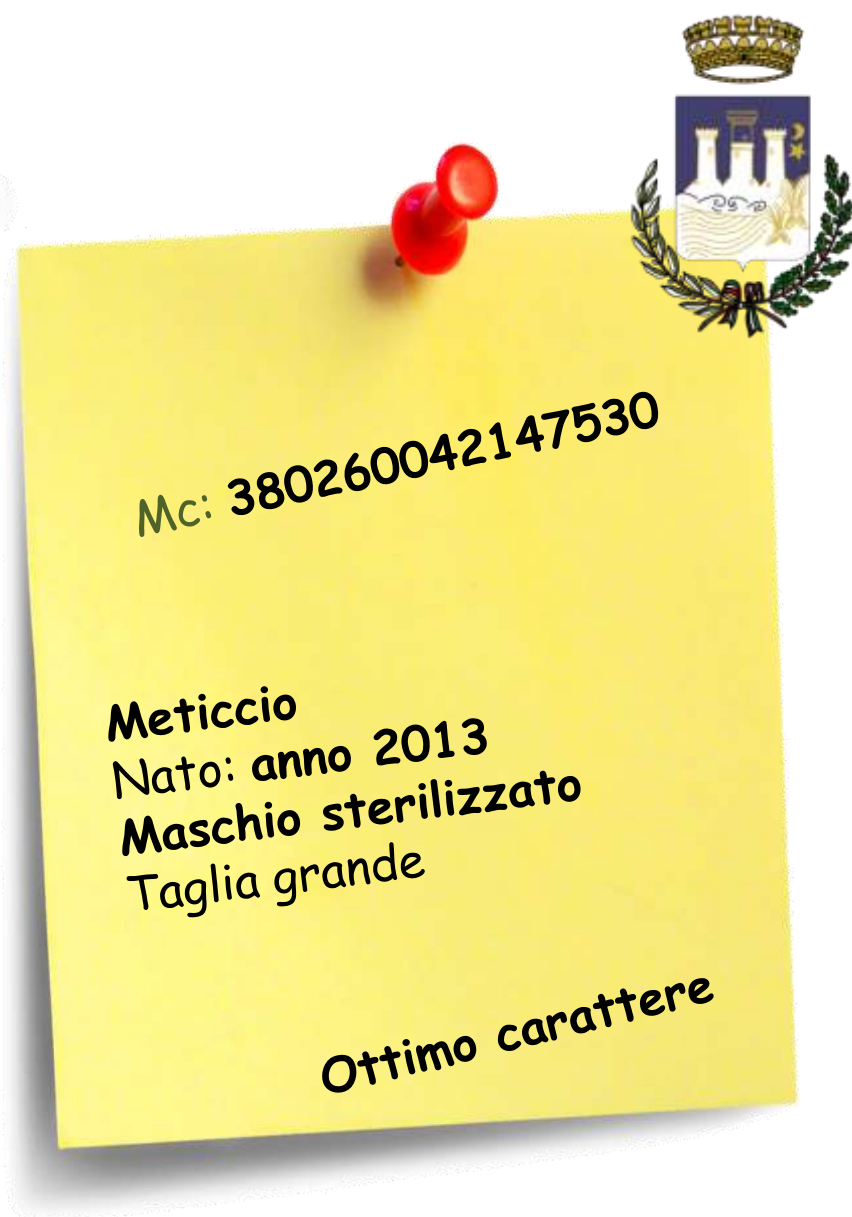 Mc: 380260042147530
Meticcio
Nato: anno 2013
Maschio sterilizzato
Taglia grande
Ottimo carattere